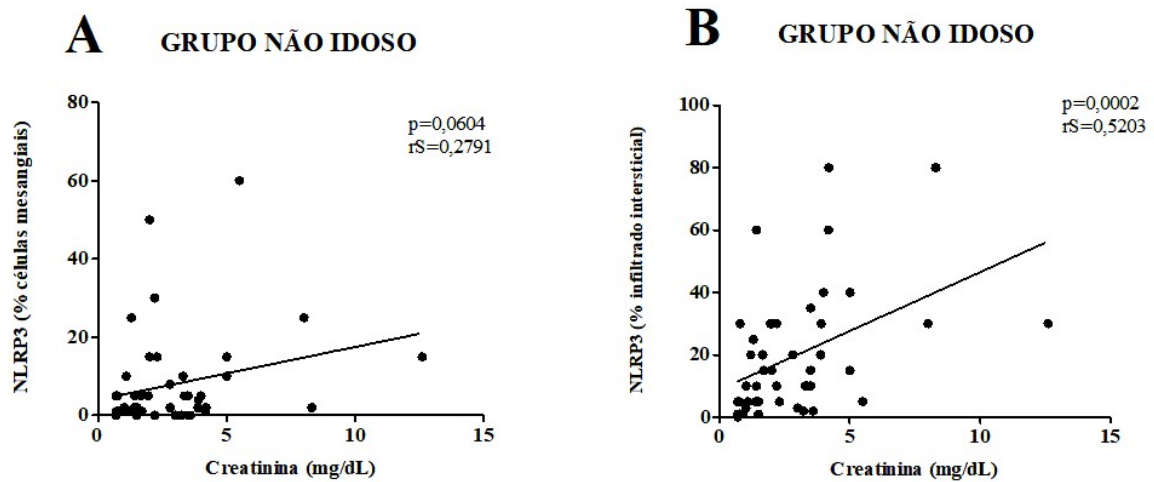 A GRUPO NÃO IDOSO
p=0,0604
rS=0,2791
NLRP3 (% células mesangiais)
80
60
40
20
0
0 5 10 15
Creatinina (mg/dL)
B GRUPO NÃO IDOSO
p=0,0002
rS=0,5203
NLRP3 (% infiltrado intersticial)
100
80
60
40
20
0
0 5 10 15
Creatinina (mg/dL)